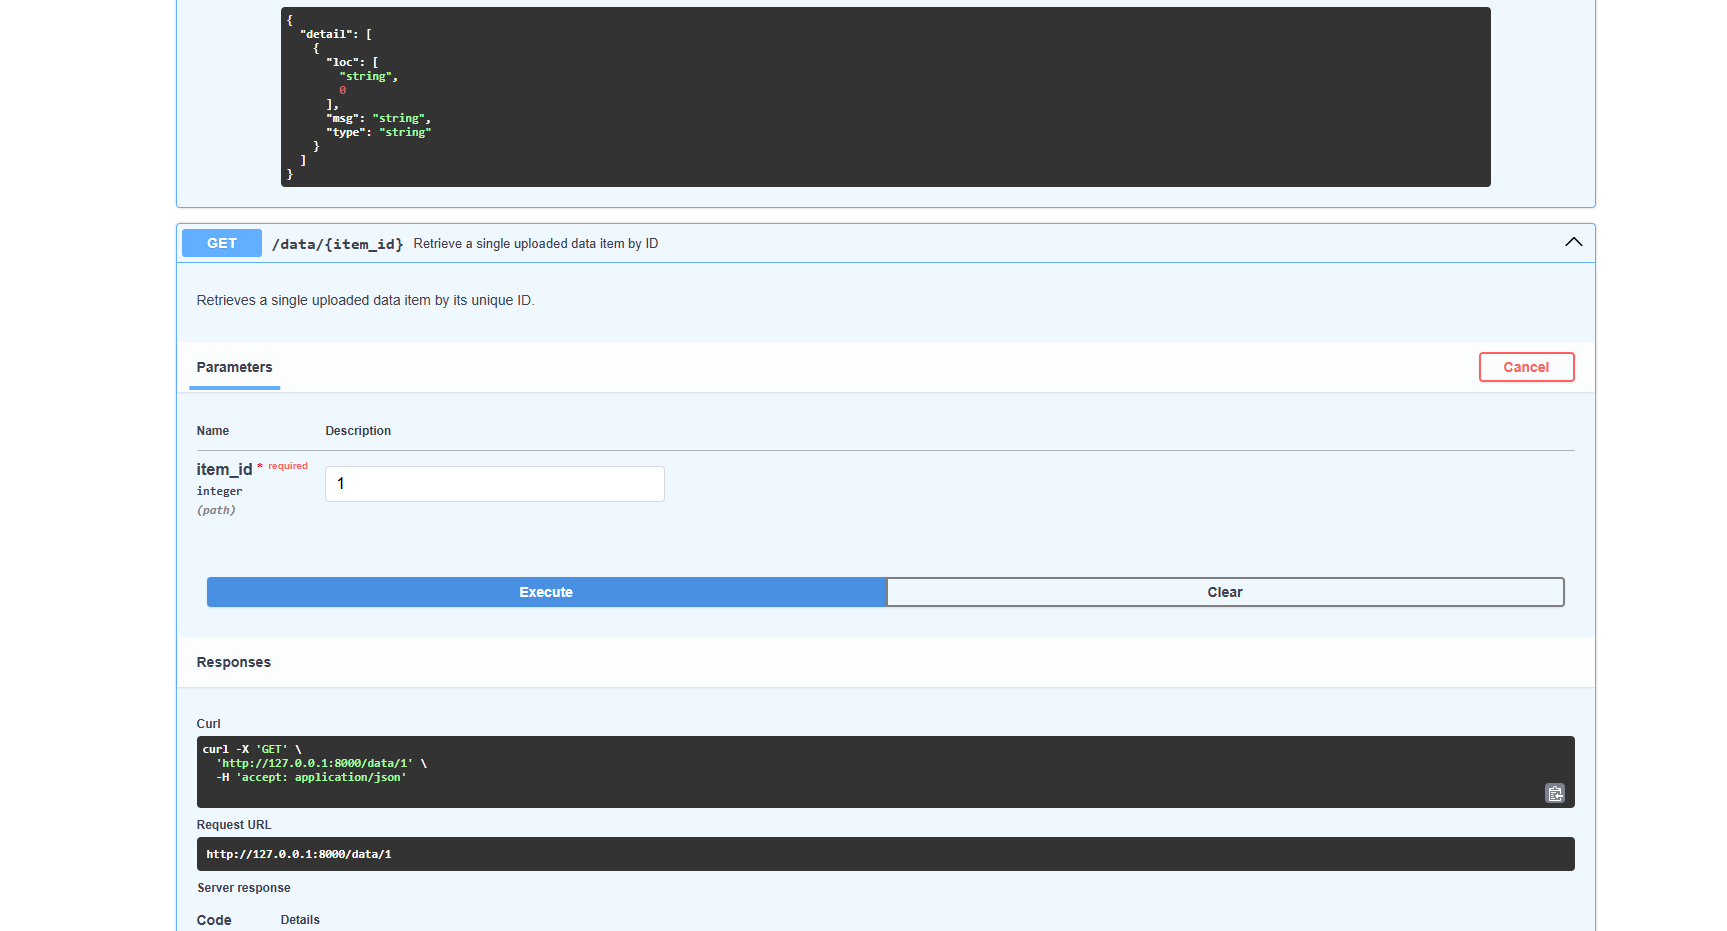 {
  "detail": [
    {
      "loc": [
        "string",
        0
      ],
      "msg": "string",
      "type": "string"
    }
  ]
}
GET /data/{item_id} Retrieve a single uploaded data item by ID
Retrieves a single uploaded data item by its unique ID.
Parameters Cancel
Name Description
item_id * required
integer
(path)
1
Execute Clear
Responses
Curl
curl -X 'GET' \
  'http://127.0.0.1:8000/data/1' \
  -H 'accept: application/json'
Request URL
http://127.0.0.1:8000/data/1
Server response
Code Details